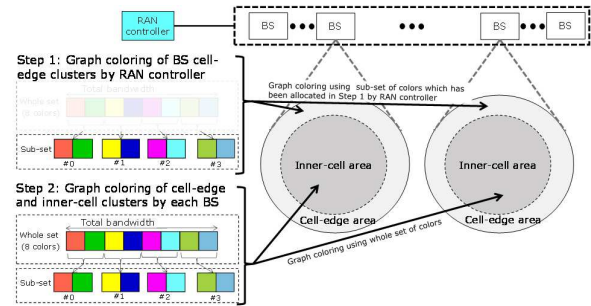 RAN
controller
BS
BS
BS
BS
Step 1: Graph coloring of BS cell-
edge clusters by RAN controller
Graph coloring using sub-set of colors which has
been allocated in Step 1 by RAN controller
Total bandwidth
Whole set
(8 colors)
Sub-set
#0
#1
#2
#3
Inner-cell area
Inner-cell area
Cell-edge area
Cell-edge area
Step 2: Graph coloring of cell-edge
and inner-cell clusters by each BS
Total bandwidth
Whole set
(8 colors)
Graph coloring using whole set of colors
Sub-set
#0
#1
#2
#3